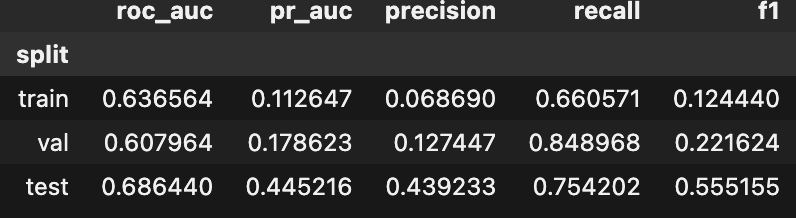 roc_auc pr_auc precision recall f1
split
train 0.636564 0.112647 0.068690 0.660571 0.124440
val 0.607964 0.178623 0.127447 0.848968 0.221624
test 0.686440 0.445216 0.439233 0.754202 0.555155